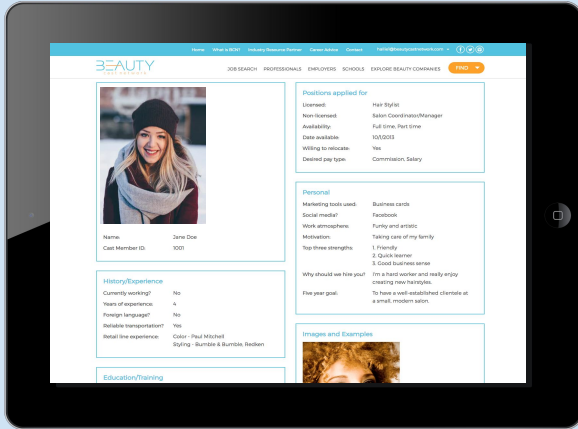 Home What is BCN? Industry Resource Partner Career Advice Contact hello@beautycastnetwork.com
BEAUTY
CAST NETWORK
JOB SEARCH PROFESSIONALS EMPLOYERS SCHOOLS EXPLORE BEAUTY COMPANIES FIND
Name: Jane Doe
Cast Member ID: 1001
History/Experience
Currently working? No
Years of experience: 4
Foreign language? No
Reliable transportation? Yes
Retail line experience: Color - Paul Mitchell
Styling - Bumble & Bumble, Redken
Education/Training
Positions applied for
Licensed: Hair Stylist
Non-licensed: Salon Coordinator/Manager
Availability: Full time, Part time
Date available: 10/1/2013
Willing to relocate: Yes
Desired pay type: Commission, Salary
Personal
Marketing tools used: Business cards
Social media? Facebook
Work atmosphere: Funky and artistic
Motivation: Taking care of my family
Top three strengths: 1. Friendly
2. Quick learner
3. Good business sense
Why should we hire you? I'm a hard worker and really enjoy
creating new hairstyles.
Five year goal: To have a well-established clientele at
a small, modern salon.
Images and Examples